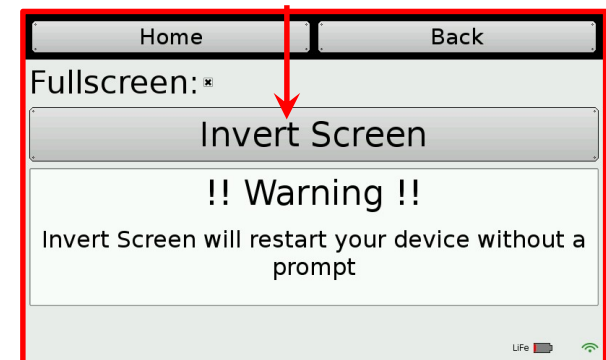 Home Back
Fullscreen:
Invert Screen
!! Warning !!
Invert Screen will restart your device without a
prompt
LiFe